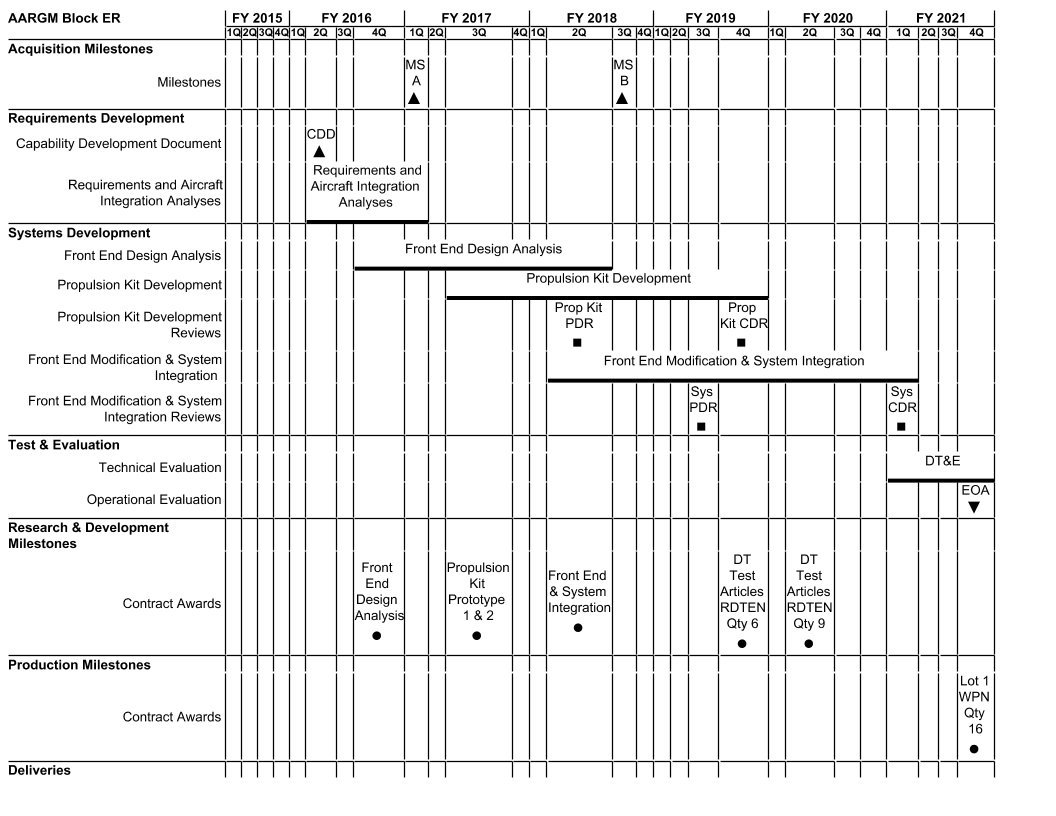 AARGM Block ER FY 2015 FY 2016 FY 2017 FY 2018 FY 2019 FY 2020 FY 2021
1Q 2Q 3Q 4Q 1Q 2Q 3Q 4Q 1Q 2Q 3Q 4Q 1Q 2Q 3Q 4Q 1Q 2Q 3Q 4Q 1Q 2Q 3Q 4Q 1Q 2Q 3Q 4Q
Acquisition Milestones
Milestones
MS
A
MS
B
Requirements Development
Capability Development Document
CDD
Requirements and Aircraft
Integration Analyses
Requirements and
Aircraft Integration
Analyses
Systems Development
Front End Design Analysis
Front End Design Analysis
Propulsion Kit Development
Propulsion Kit Development
Propulsion Kit Development
Reviews
Prop Kit
PDR
Prop
Kit CDR
Front End Modification & System
Integration
Front End Modification & System Integration
Front End Modification & System
Integration Reviews
Sys
PDR
Sys
CDR
Test & Evaluation
Technical Evaluation
DT&E
Operational Evaluation
EOA
Research & Development
Milestones
Contract Awards
Front
End
Design
Analysis
Propulsion
Kit
Prototype
1 & 2
Front End
& System
Integration
DT
Test
Articles
RDTEN
Qty 6
DT
Test
Articles
RDTEN
Qty 9
Production Milestones
Contract Awards
Lot 1
WPN
Qty
16
Deliveries